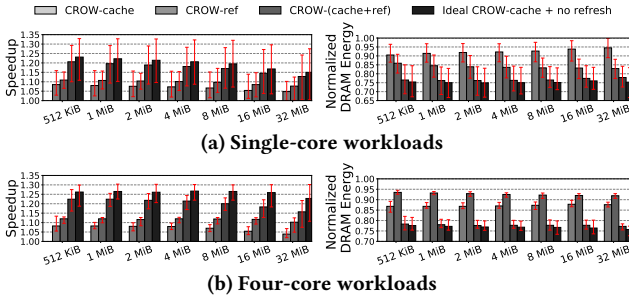 CROW-cache CROW-ref CROW-(cache+ref) Ideal CROW-cache + no refresh
Speedup
1.35
1.30
1.25
1.20
1.15
1.10
1.05
1.00
512 KiB 1 MiB 2 MiB 4 MiB 8 MiB 16 MiB 32 MiB
Normalized
DRAM Energy
1.00
0.95
0.90
0.85
0.80
0.75
0.70
0.65
512 KiB 1 MiB 2 MiB 4 MiB 8 MiB 16 MiB 32 MiB
(a) Single-core workloads
Speedup
1.35
1.30
1.25
1.20
1.15
1.10
1.05
1.00
512 KiB 1 MiB 2 MiB 4 MiB 8 MiB 16 MiB 32 MiB
Normalized
DRAM Energy
1.00
0.95
0.90
0.85
0.80
0.75
0.70
512 KiB 1 MiB 2 MiB 4 MiB 8 MiB 16 MiB 32 MiB
(b) Four-core workloads